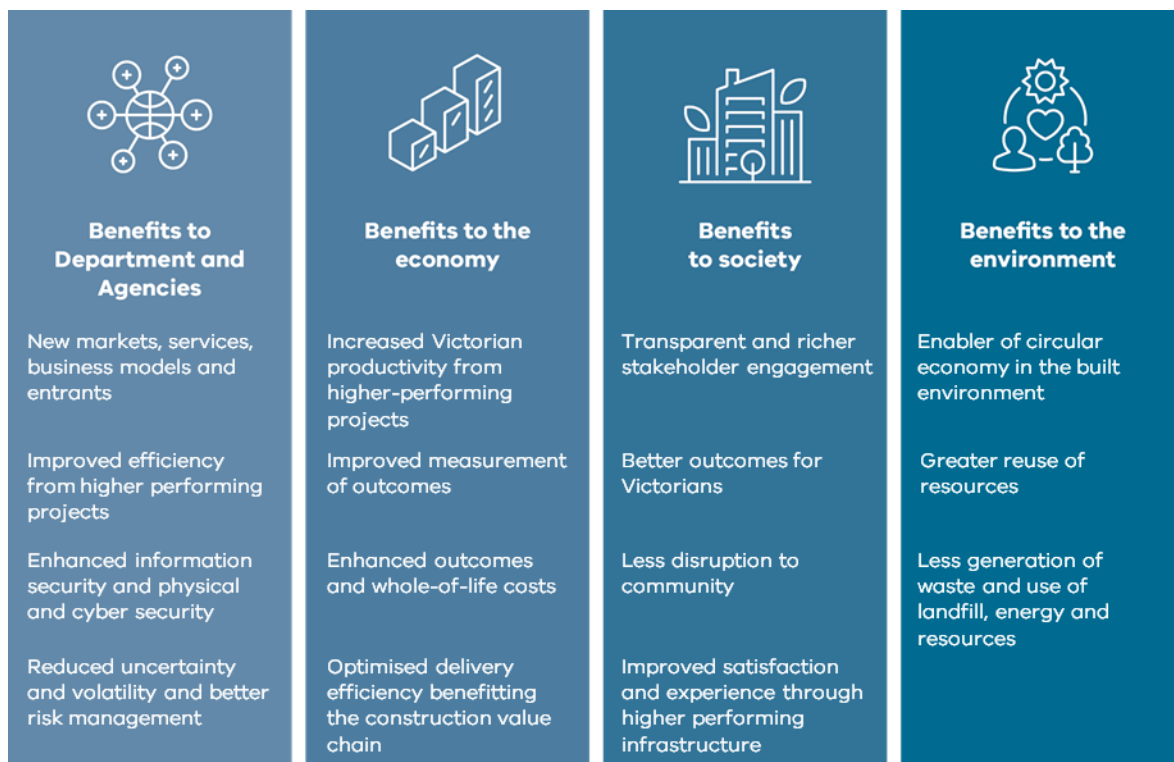 Benefits to
Department and
Agencies
New markets, services,
business models and
entrants
Improved efficiency
from higher performing
projects
Enhanced information
security and physical
and cyber security
Reduced uncertainty
and volatility and better
risk management
Benefits to the
economy
Increased Victorian
productivity from
higher-performing
projects
Improved measurement
of outcomes
Enhanced outcomes
and whole-of-life costs
Optimised delivery
efficiency benefitting
the construction value
chain
Benefits
to society
Transparent and richer
stakeholder engagement
Better outcomes for
Victorians
Less disruption to
community
Improved satisfaction
and experience through
higher performing
infrastructure
Benefits to the
environment
Enabler of circular
economy in the built
environment
Greater reuse of
resources
Less generation of
waste and use of
landfill, energy and
resources